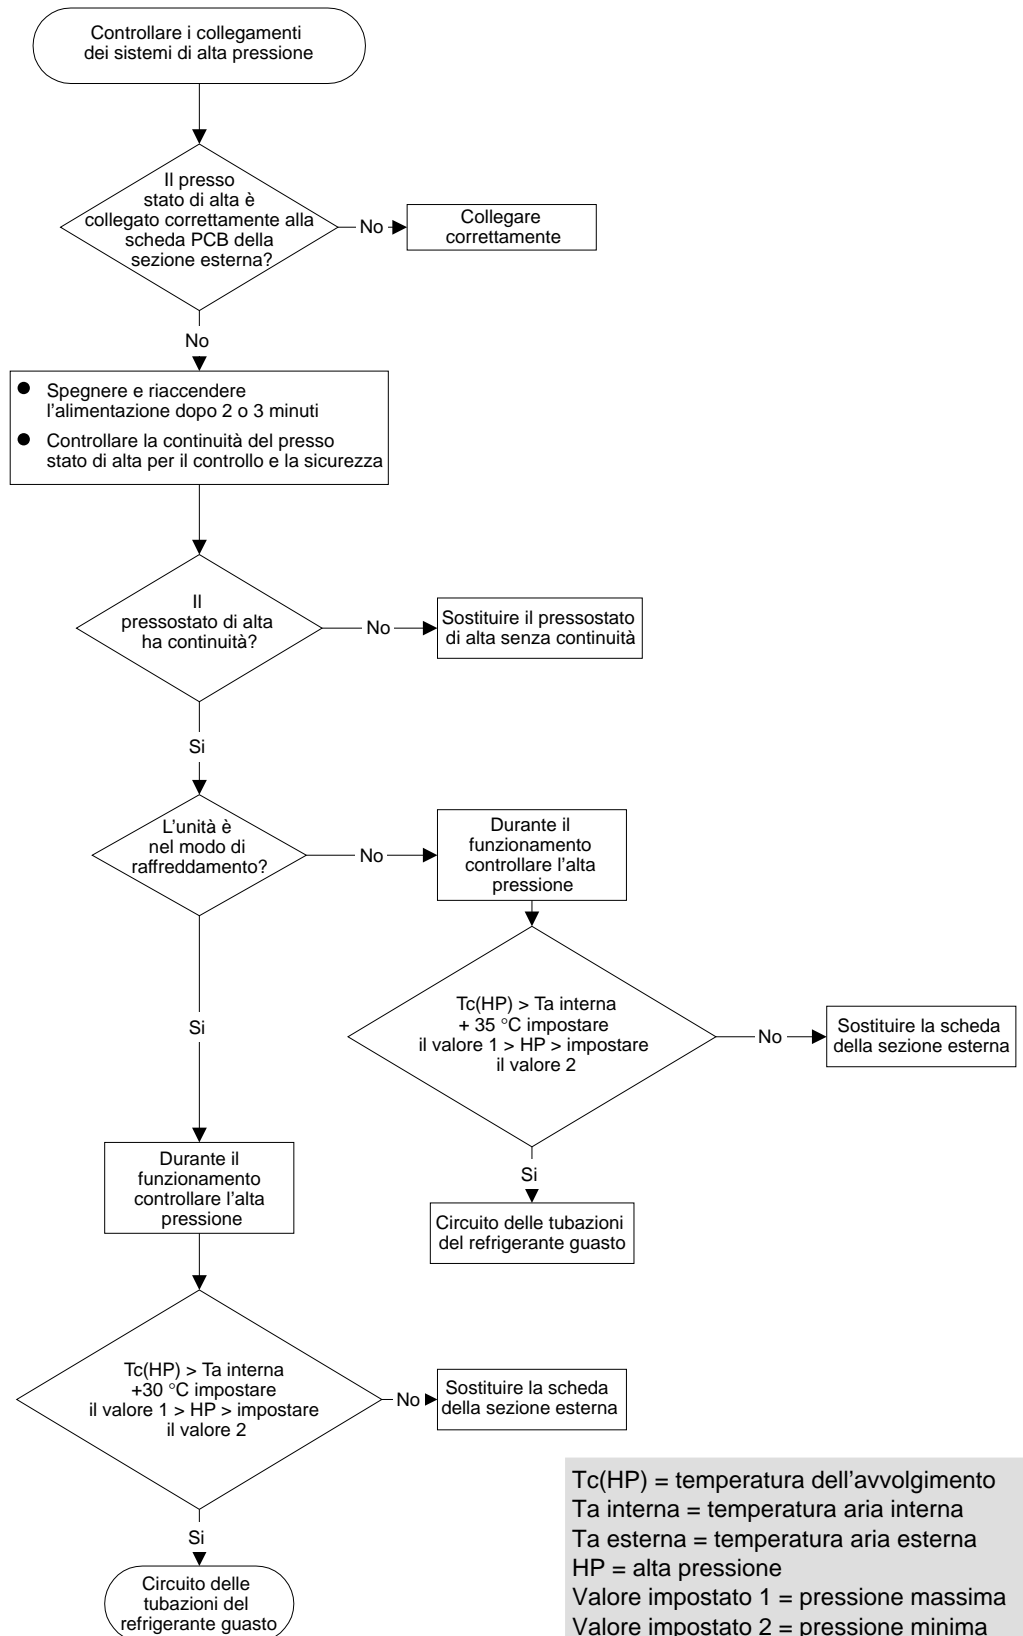 Controllare i collegamenti
dei sistemi di alta pressione
Il presso
stato di alta è
collegato correttamente alla
scheda PCB della
sezione esterna?
No
Collegare
correttamente
No
● Spegnere e riaccendere
l'alimentazione dopo 2 o 3 minuti
● Controllare la continuità del presso
stato di alta per il controllo e la sicurezza
Il
pressostato di alta
ha continuità?
No
Sostituire il pressostato
di alta senza continuità
Si
L'unità è
nel modo di
raffreddamento?
No
Durante il
funzionamento
controllare l'alta
pressione
Tc(HP) > Ta interna
+ 35 °C impostare
il valore 1 > HP > impostare
il valore 2
No
Sostituire la scheda
della sezione esterna
Si
Circuito delle tubazioni
del refrigerante guasto
Si
Durante il
funzionamento
controllare l'alta
pressione
Tc(HP) > Ta interna
+30 °C impostare
il valore 1 > HP > impostare
il valore 2
No
Sostituire la scheda
della sezione esterna
Si
Circuito delle
tubazioni del
refrigerante guasto
Tc(HP) = temperatura dell'avvolgimento
Ta interna = temperatura aria interna
Ta esterna = temperatura aria esterna
HP = alta pressione
Valore impostato 1 = pressione massima
Valore impostato 2 = pressione minima